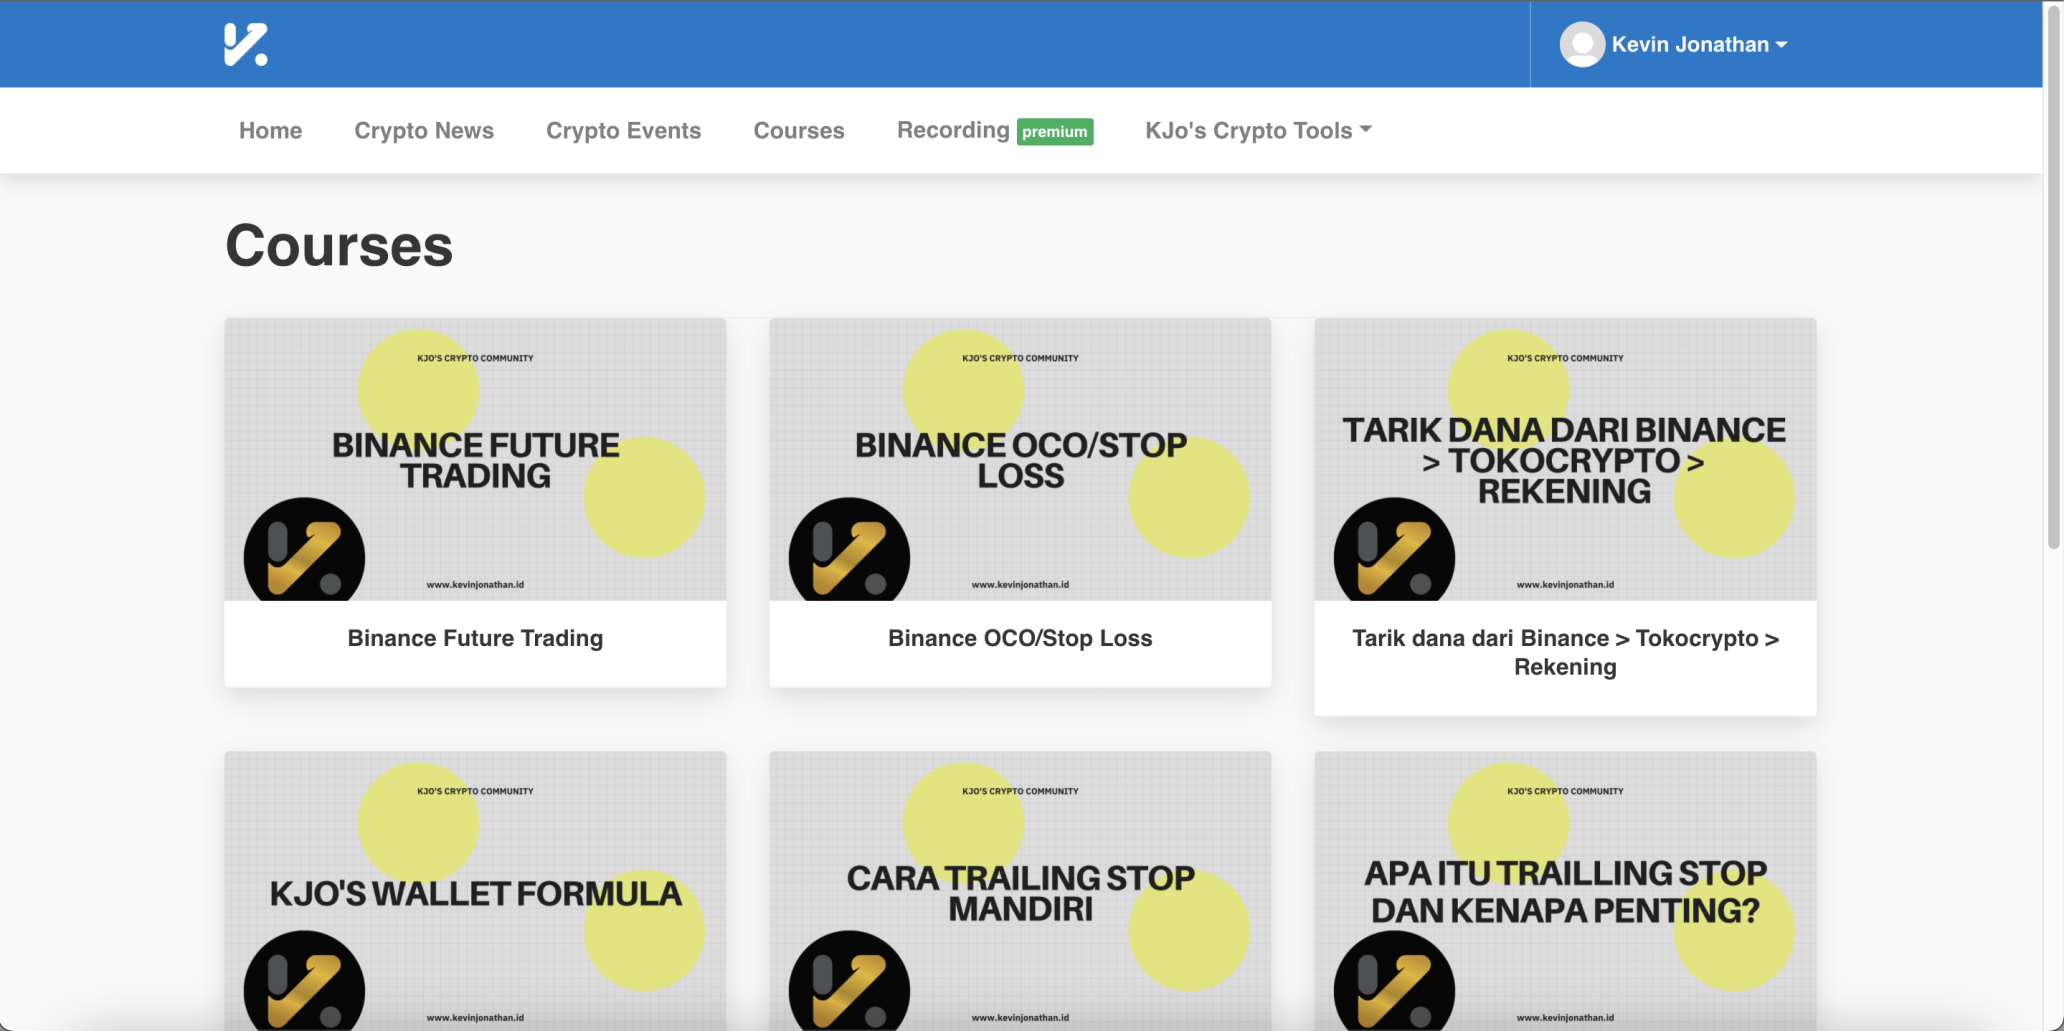 Kevin Jonathan
Home Crypto News Crypto Events Courses Recording premium KJo's Crypto Tools
Courses
KJO'S CRYPTO COMMUNITY
BINANCE FUTURE
TRADING
www.kevinjonathan.id
Binance Future Trading
KJO'S CRYPTO COMMUNITY
BINANCE OCO/STOP
LOSS
www.kevinjonathan.id
Binance OCO/Stop Loss
KJO'S CRYPTO COMMUNITY
TARIK DANA DARI BINANCE
> TOKOCRYPTO >
REKENING
www.kevinjonathan.id
Tarik dana dari Binance > Tokocrypto >
Rekening
KJO'S CRYPTO COMMUNITY
KJO'S WALLET FORMULA
www.kevinjonathan.id
KJO'S CRYPTO COMMUNITY
CARA TRAILING STOP
MANDIRI
www.kevinjonathan.id
KJO'S CRYPTO COMMUNITY
APA ITU TRAILLING STOP
DAN KENAPA PENTING?
www.kevinjonathan.id